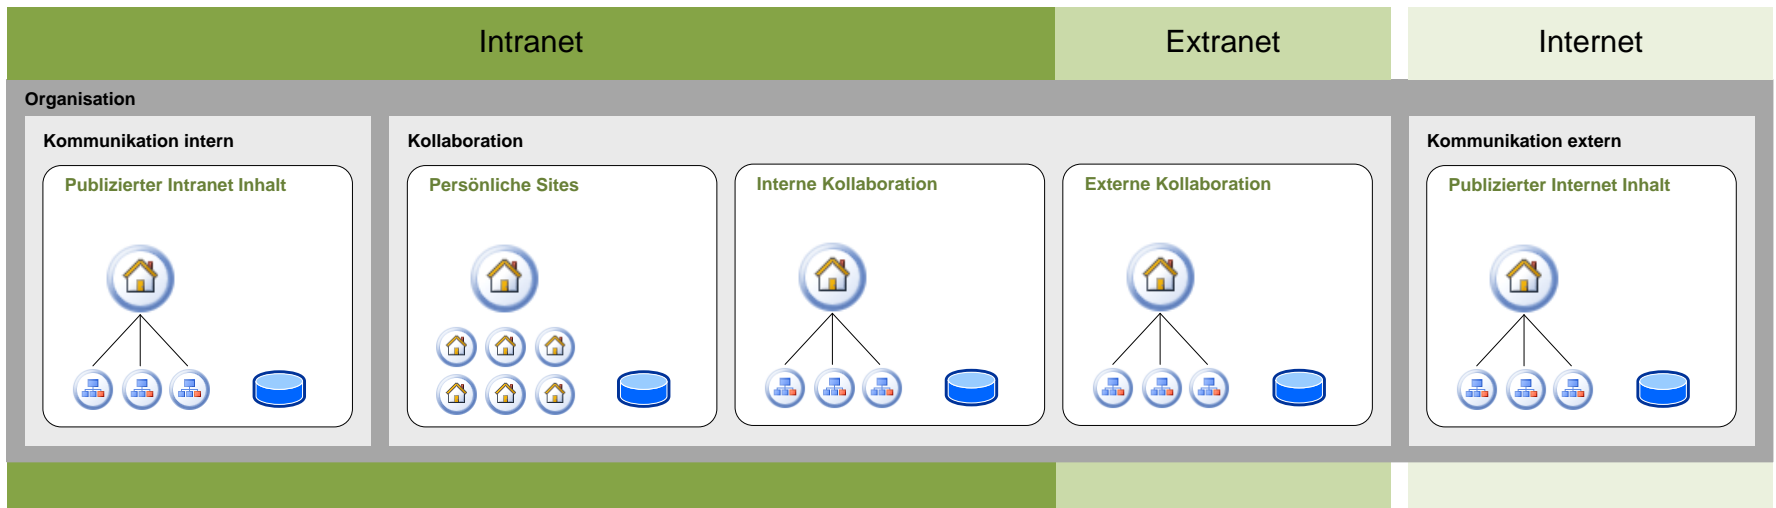 Intranet
Extranet
Internet
Organisation
Kommunikation intern
Kollaboration
Kommunikation extern
Publizierter Intranet Inhalt
Persönliche Sites
Interne Kollaboration
Externe Kollaboration
Publizierter Internet Inhalt